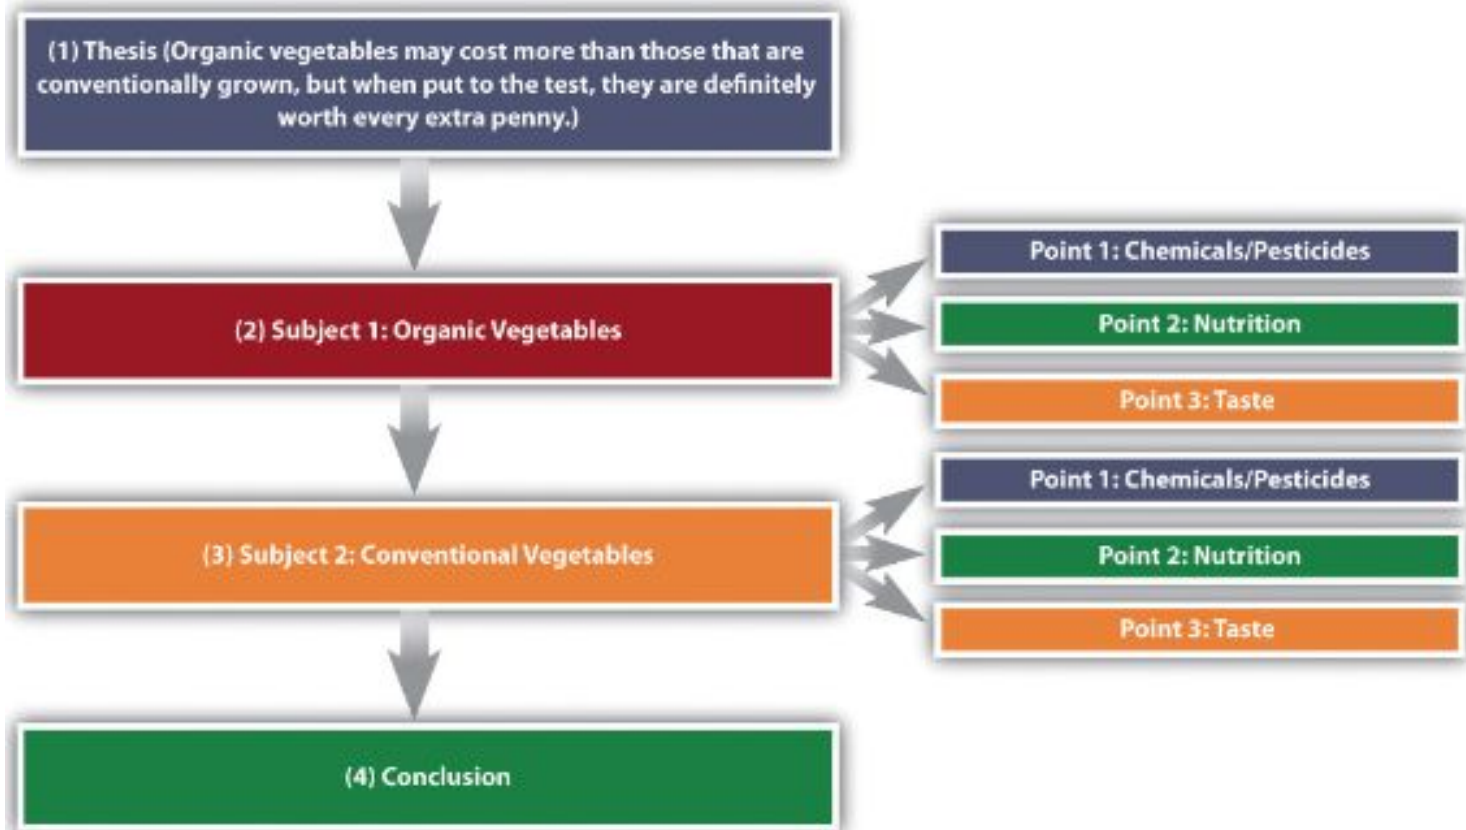 (1) Thesis (Organic vegetables may cost more than those that are
conventionally grown, but when put to the test, they are definitely
worth every extra penny.)
(2) Subject 1: Organic Vegetables
Point 1: Chemicals/Pesticides
Point 2: Nutrition
Point 3: Taste
(3) Subject 2: Conventional Vegetables
Point 1: Chemicals/Pesticides
Point 2: Nutrition
Point 3: Taste
(4) Conclusion